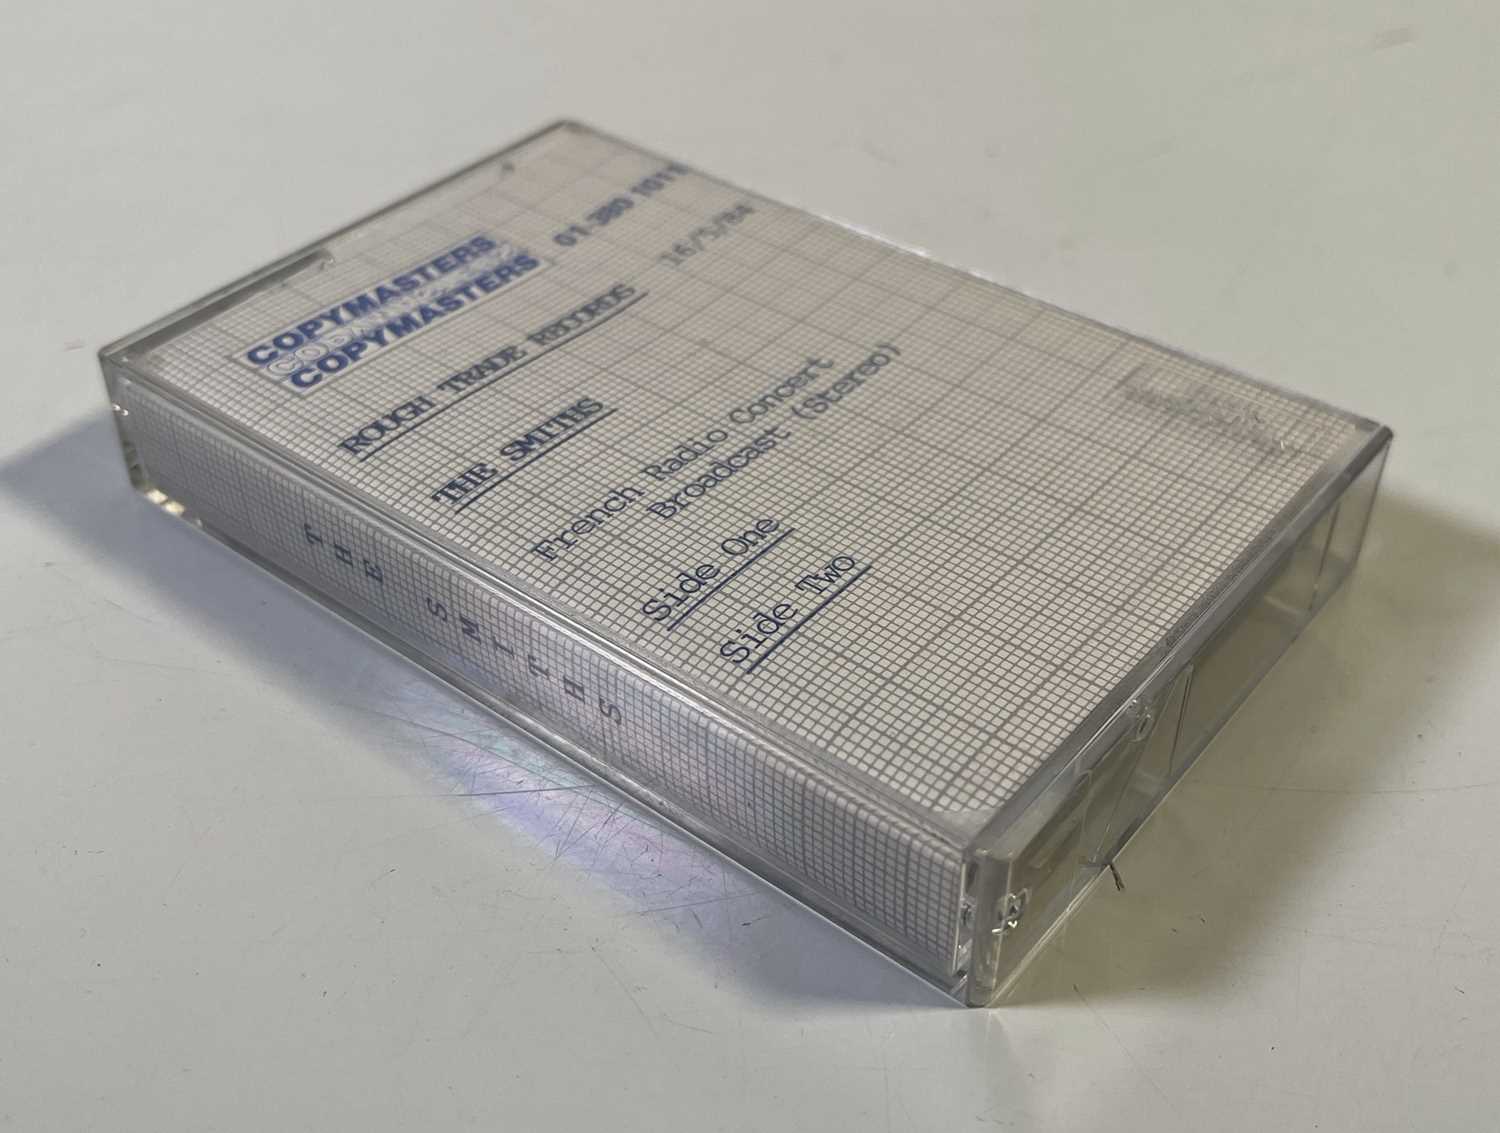 COPYMASTERS
COPYMASTERS
COPYMASTERS
01-380 1011
16/5/84
ROUGH TRADE RECORDS
THE SMITHS
French Radio Concert
Broadcast (Stereo)
Side One
Side Two
THE SMITHS